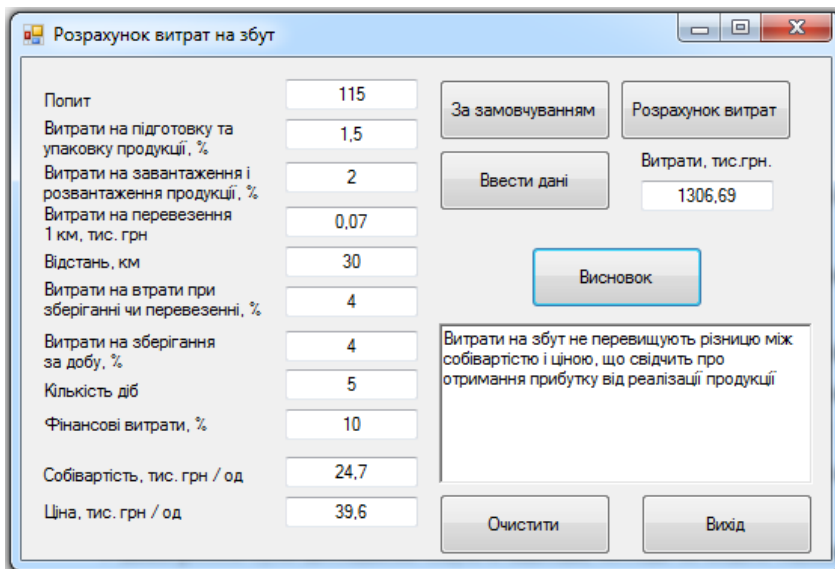 Розрахунок витрат на збут
Попит
115
Витрати на підготовку та
упаковку продукції, %
1,5
Витрати на завантаження і
розвантаження продукції, %
2
Витрати на перевезення
1 км, тис. грн
0,07
Відстань, км
30
Витрати на втрати при
зберіганні чи перевезенні, %
4
Витрати на зберігання
за добу, %
4
Кількість діб
5
Фінансові витрати, %
10
Собівартість, тис. грн / од
24,7
Ціна, тис. грн / од
39,6
За замовчуванням
Розрахунок витрат
Ввести дані
Витрати, тис.грн.
1306,69
Висновок
Витрати на збут не перевищують різницю між
собівартістю і ціною, що свідчить про
отримання прибутку від реалізації продукції
Очистити
Вихід